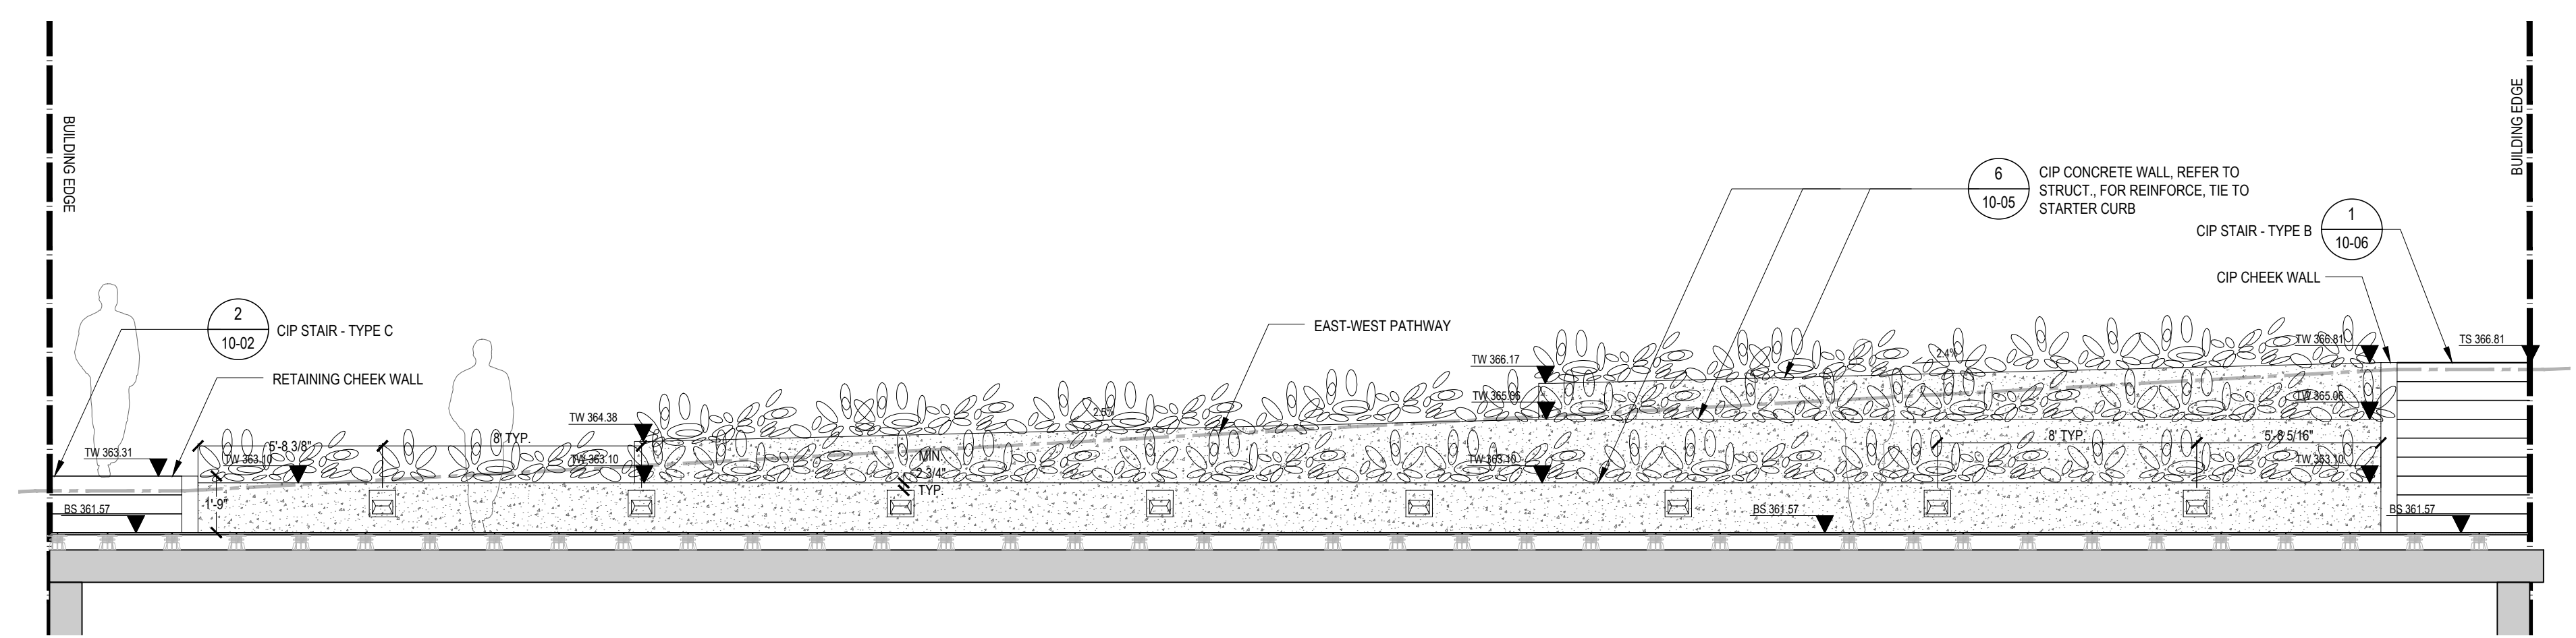 BUILDING EDGE
BUILDING EDGE
6
10-05
CIP CONCRETE WALL, REFER TO
STRUCT., FOR REINFORCE, TIE TO
STARTER CURB
1
10-06
CIP STAIR - TYPE B
CIP CHEEK WALL
2
10-02
CIP STAIR - TYPE C
EAST-WEST PATHWAY
RETAINING CHEEK WALL
TW 366.81
TS 366.81
2.4%
TW 366.17
TW 365.06
TW 365.06
2.5%
TW 364.38
5'-8 3/8"
8' TYP.
8' TYP.
5'-8 5/16"
TW 363.31
TW 363.10
TW 363.10
MIN.
2 3/4"
TYP.
TW 363.10
TW 363.10
1'-9"
BS 361.57
BS 361.57
BS 361.57